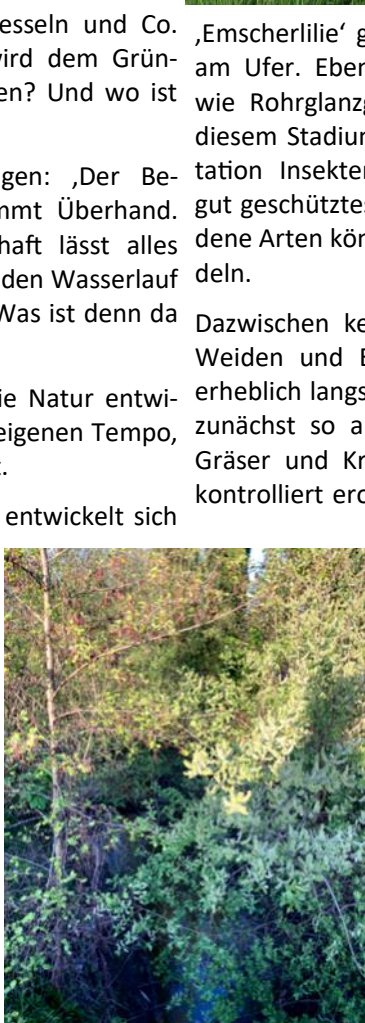 esseln und Co.
ird dem Grün-
en? Und wo ist
gen: ‚Der Be-
mmt Überhand.
haft lässt alles
den Wasserlauf
Was ist denn da
ie Natur entwi-
eigenen Tempo,
t.
entwickelt sich
‚Emscherlilie‘ g
am Ufer. Eben
wie Rohrglanzg
diesem Stadium
tation Insekten
gut geschütztes
dene Arten kön
deln.
Dazwischen ke
Weiden und E
erheblich langs
zunächst so a
Gräser und Kr
kontrolliert ero